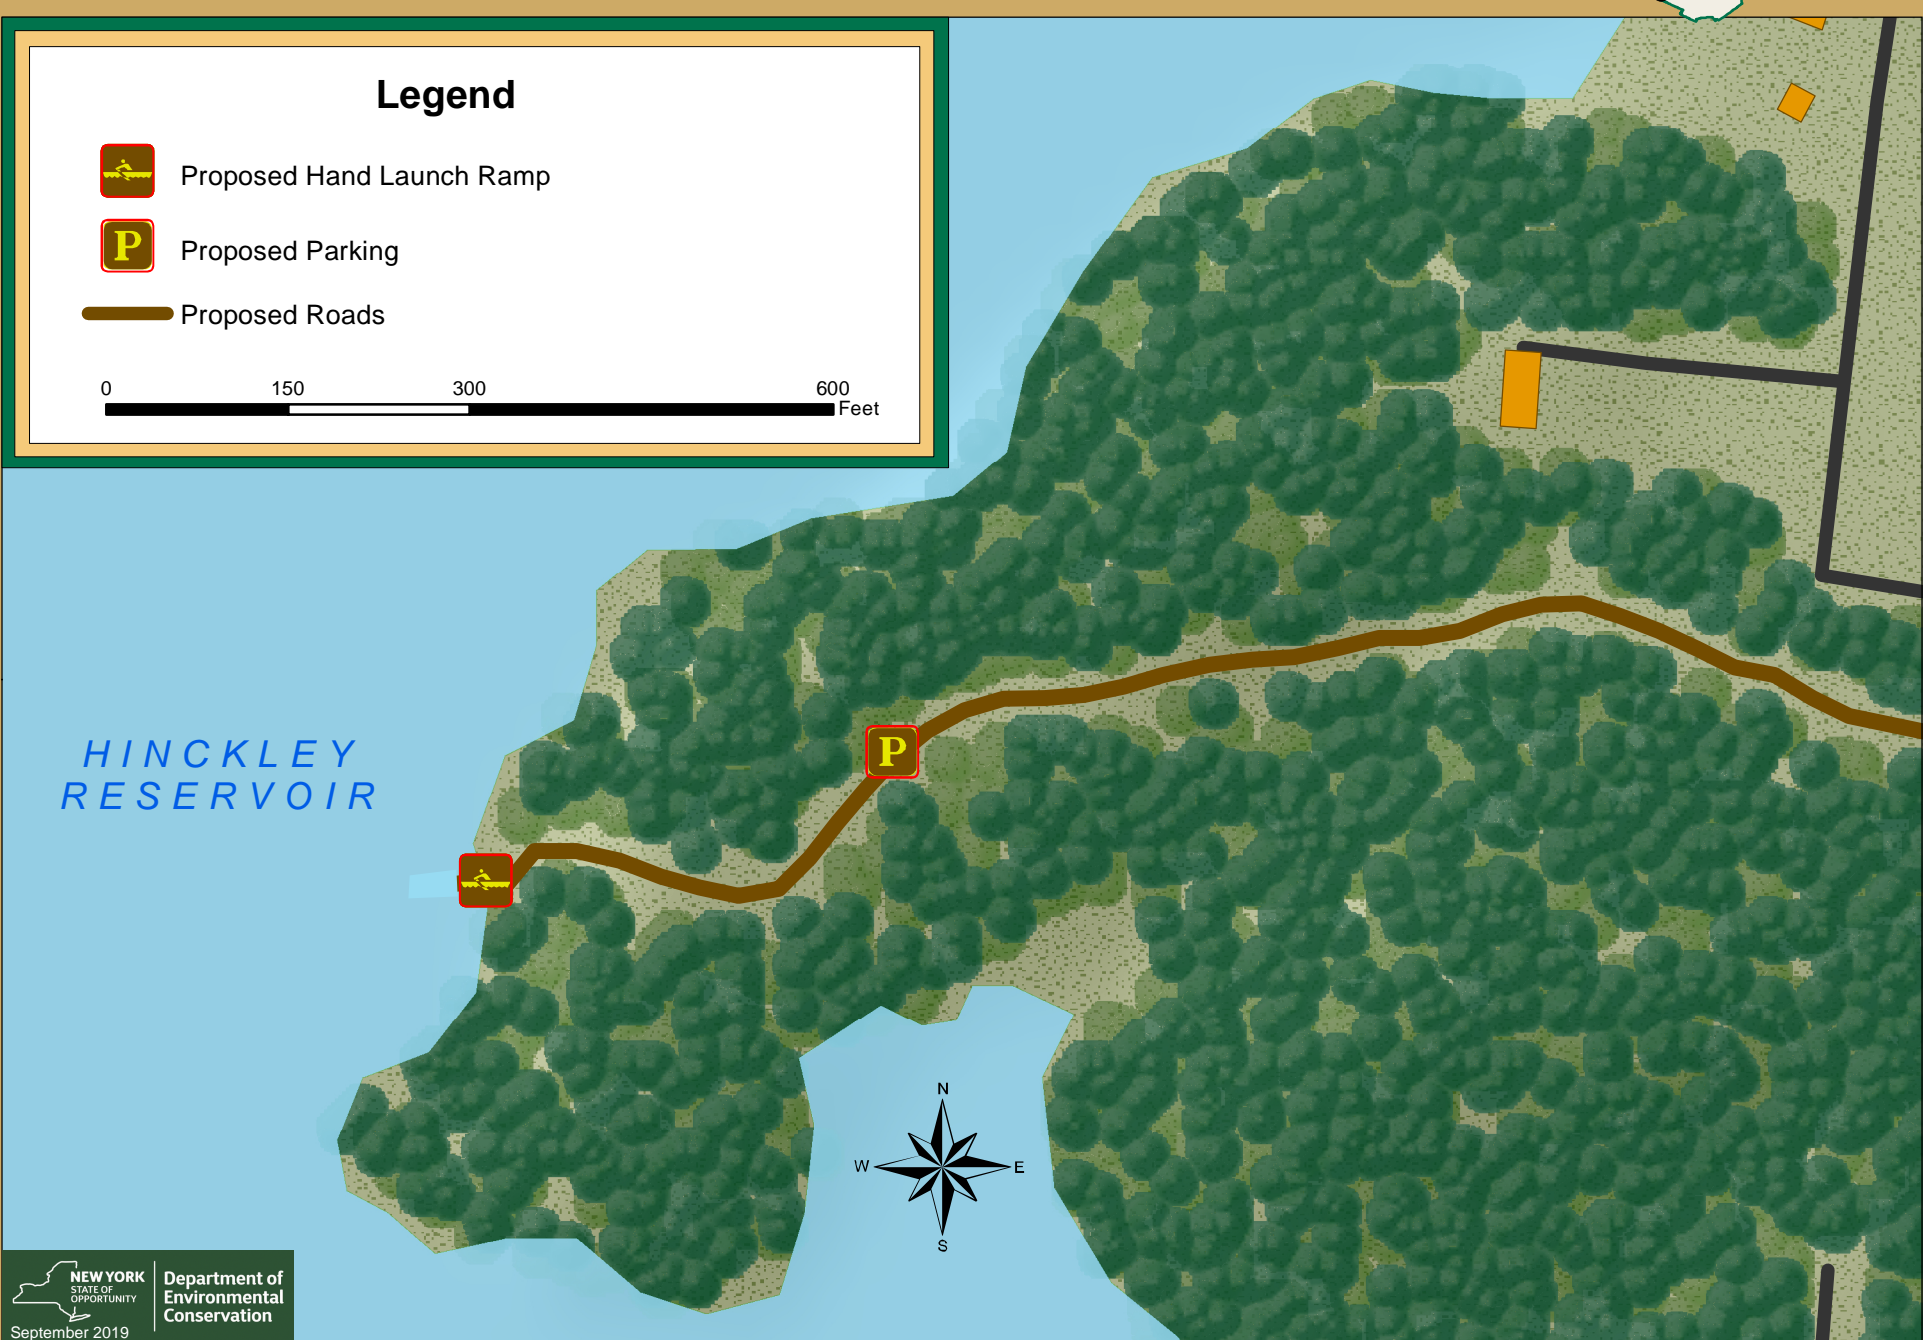 Legend
Proposed Hand Launch Ramp
P
Proposed Parking
Proposed Roads
0 150 300 600
Feet
P
HINCKLEY
RESERVOIR
N
W E
S
NEW YORK
STATE OF
OPPORTUNITY
Department of
Environmental
Conservation
September 2019